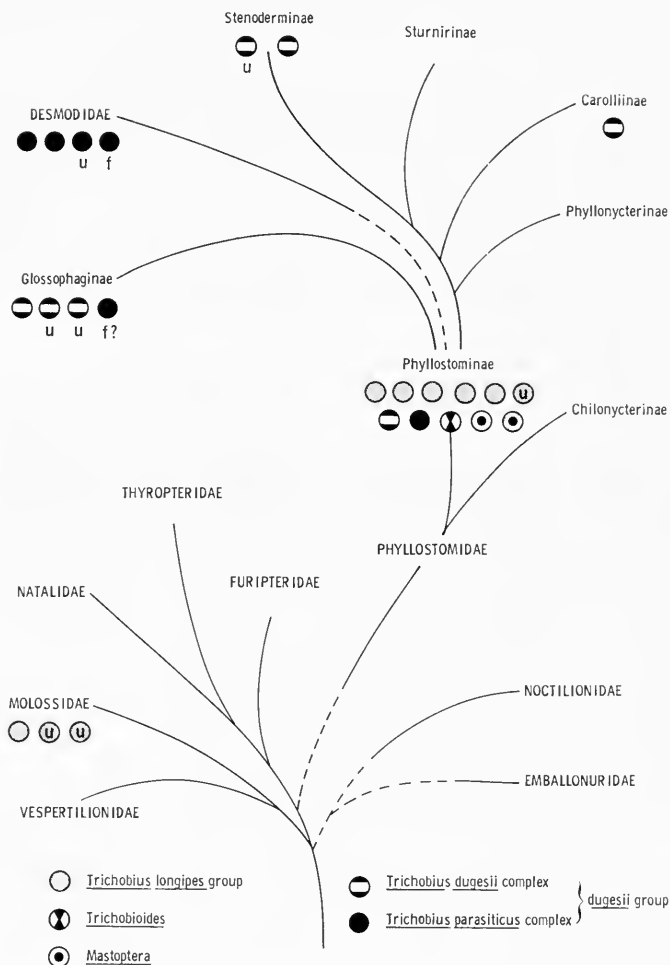 Stenoderminae
u
Sturnirinae
DESMODIDAE
u f
Carolliinae
Phyllonycterinae
Glossophaginae
u u f?
Phyllostominae
u
Chilonycterinae
THYROPTERIDAE
PHYLLOSTOMIDAE
FURIPTERIDAE
NATALIDAE
NOCTILIONIDAE
MOLOSSIDAE
u u
EMBALLONURIDAE
VESPERTILIONIDAE
Trichobius longipes group
Trichobioides
Mastoptera
Trichobius dugesii complex
Trichobius parasiticus complex
dugesii group